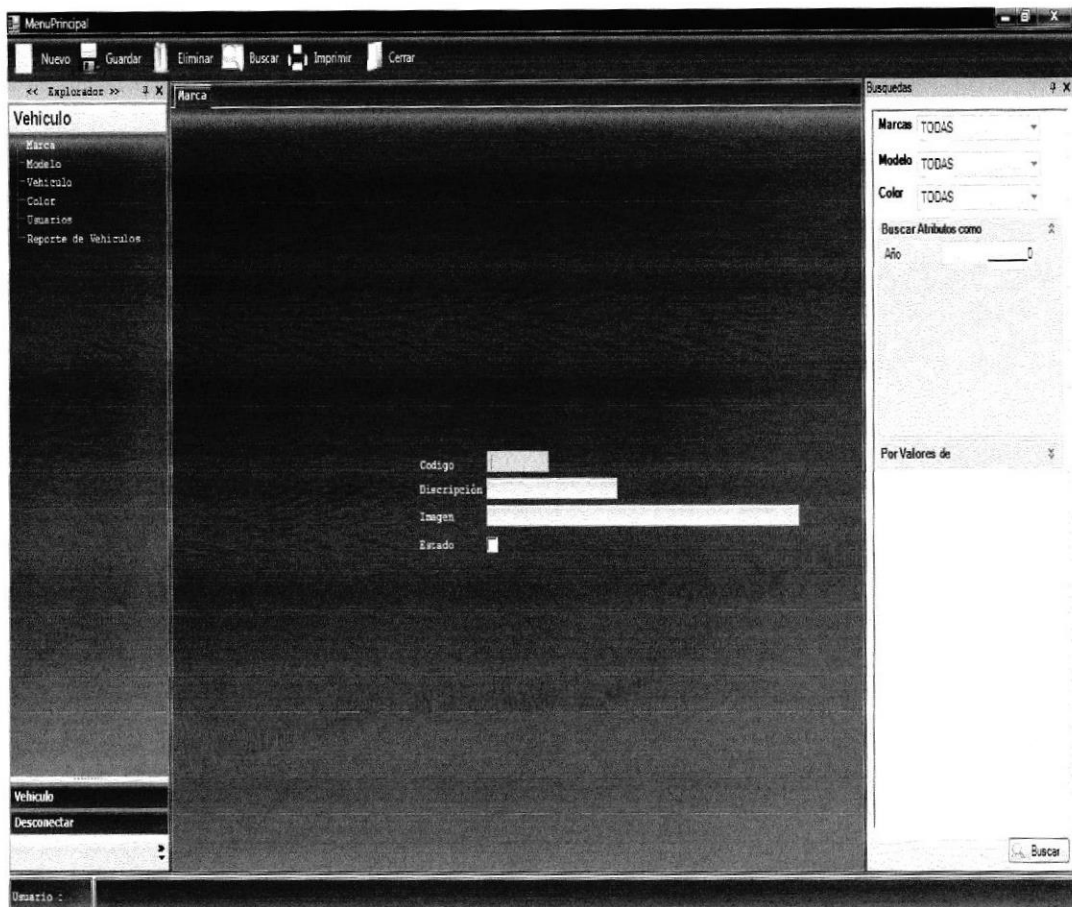 MenuPrincipal
Nuevo Guardar Eliminar Buscar Imprimir Cerrar
<< Explorador >>
Vehiculo
Marca
Modelo
Vehiculo
Color
Usuarios
Reporte de Vehiculos
Vehiculo
Desconectar
Usuario :
Marca
Codigo
Discripción
Imagen
Estado
Busquedas
Marcas TODAS
Modelo TODAS
Color TODAS
Buscar Atributos como
Año 0
Por Valores de
Buscar